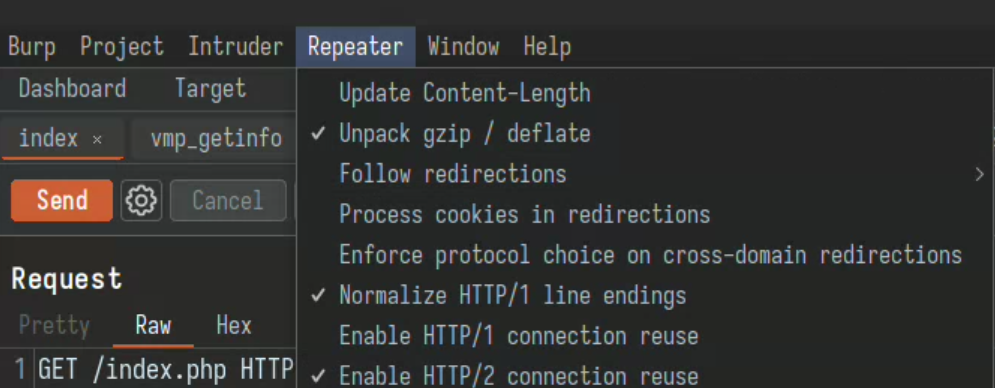 Burp Project Intruder Repeater Window Help
Dashboard Target
index × vmp_getinfo
Send Cancel
Request
Pretty Raw Hex
1 GET /index.php HTTP
Update Content-Length
✓ Unpack gzip / deflate
Follow redirections >
Process cookies in redirections
Enforce protocol choice on cross-domain redirections
✓ Normalize HTTP/1 line endings
Enable HTTP/1 connection reuse
✓ Enable HTTP/2 connection reuse